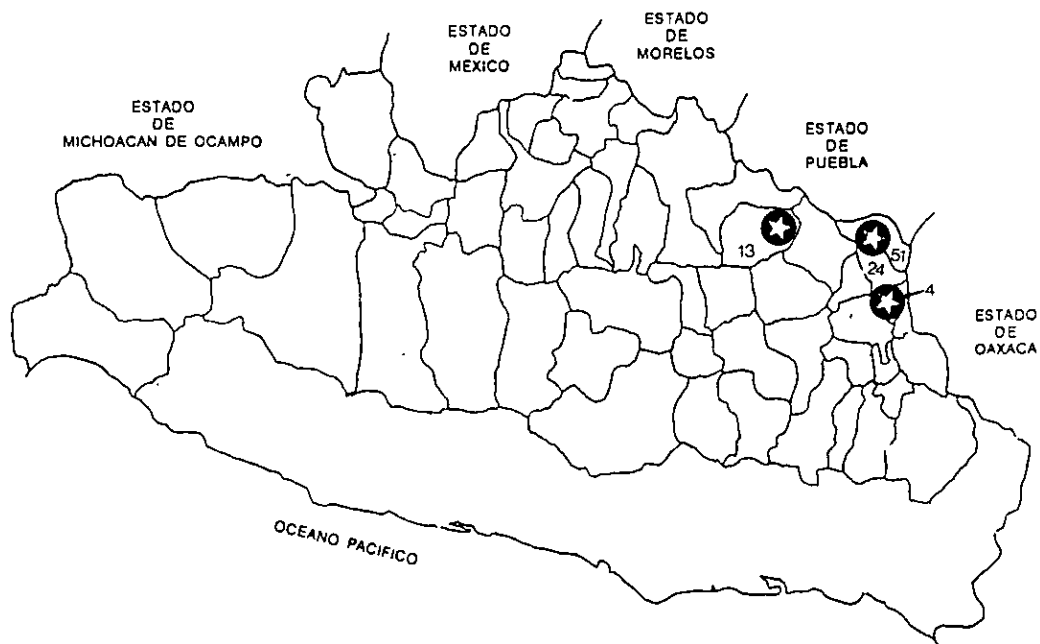 ESTADO
DE
MEXICO
ESTADO
DE
MORELOS
ESTADO
DE
MICHOACAN DE OCAMPO
ESTADO
DE
PUEBLA
13
51
24
4
ESTADO
DE
OAXACA
OCEANO PACIFICO